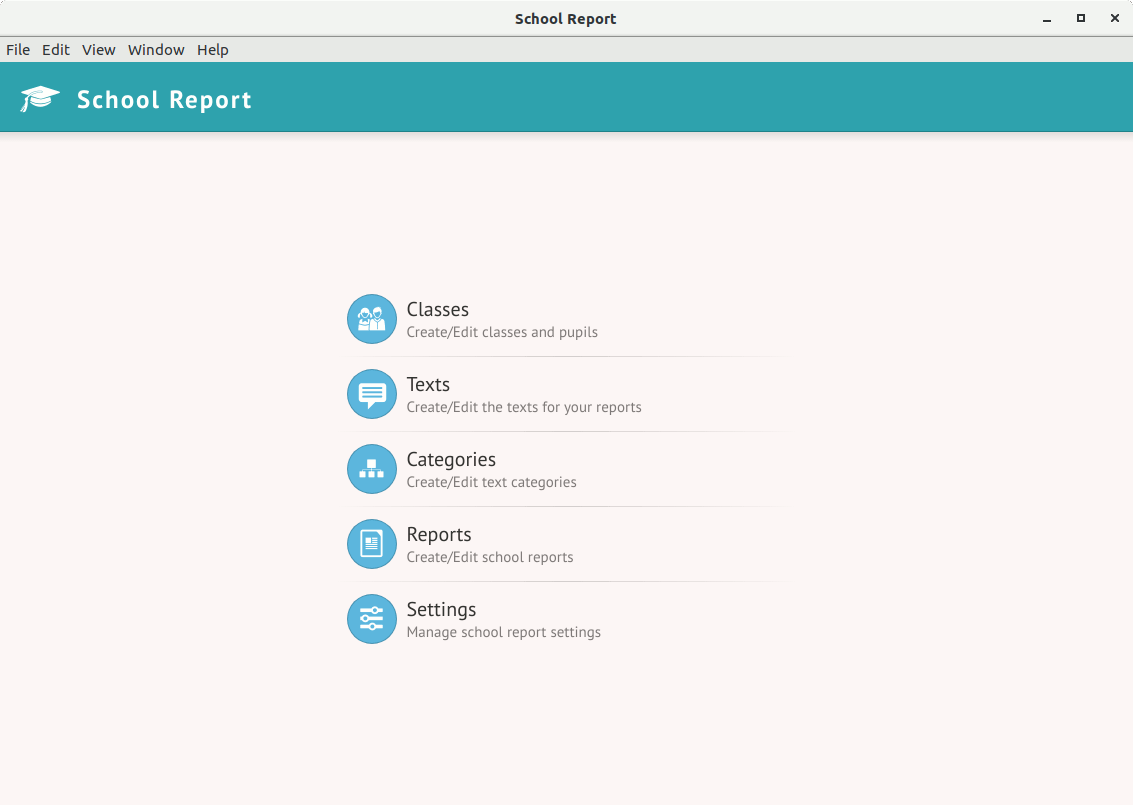 School Report
File Edit View Window Help
School Report
Classes
Create/Edit classes and pupils
Texts
Create/Edit the texts for your reports
Categories
Create/Edit text categories
Reports
Create/Edit school reports
Settings
Manage school report settings